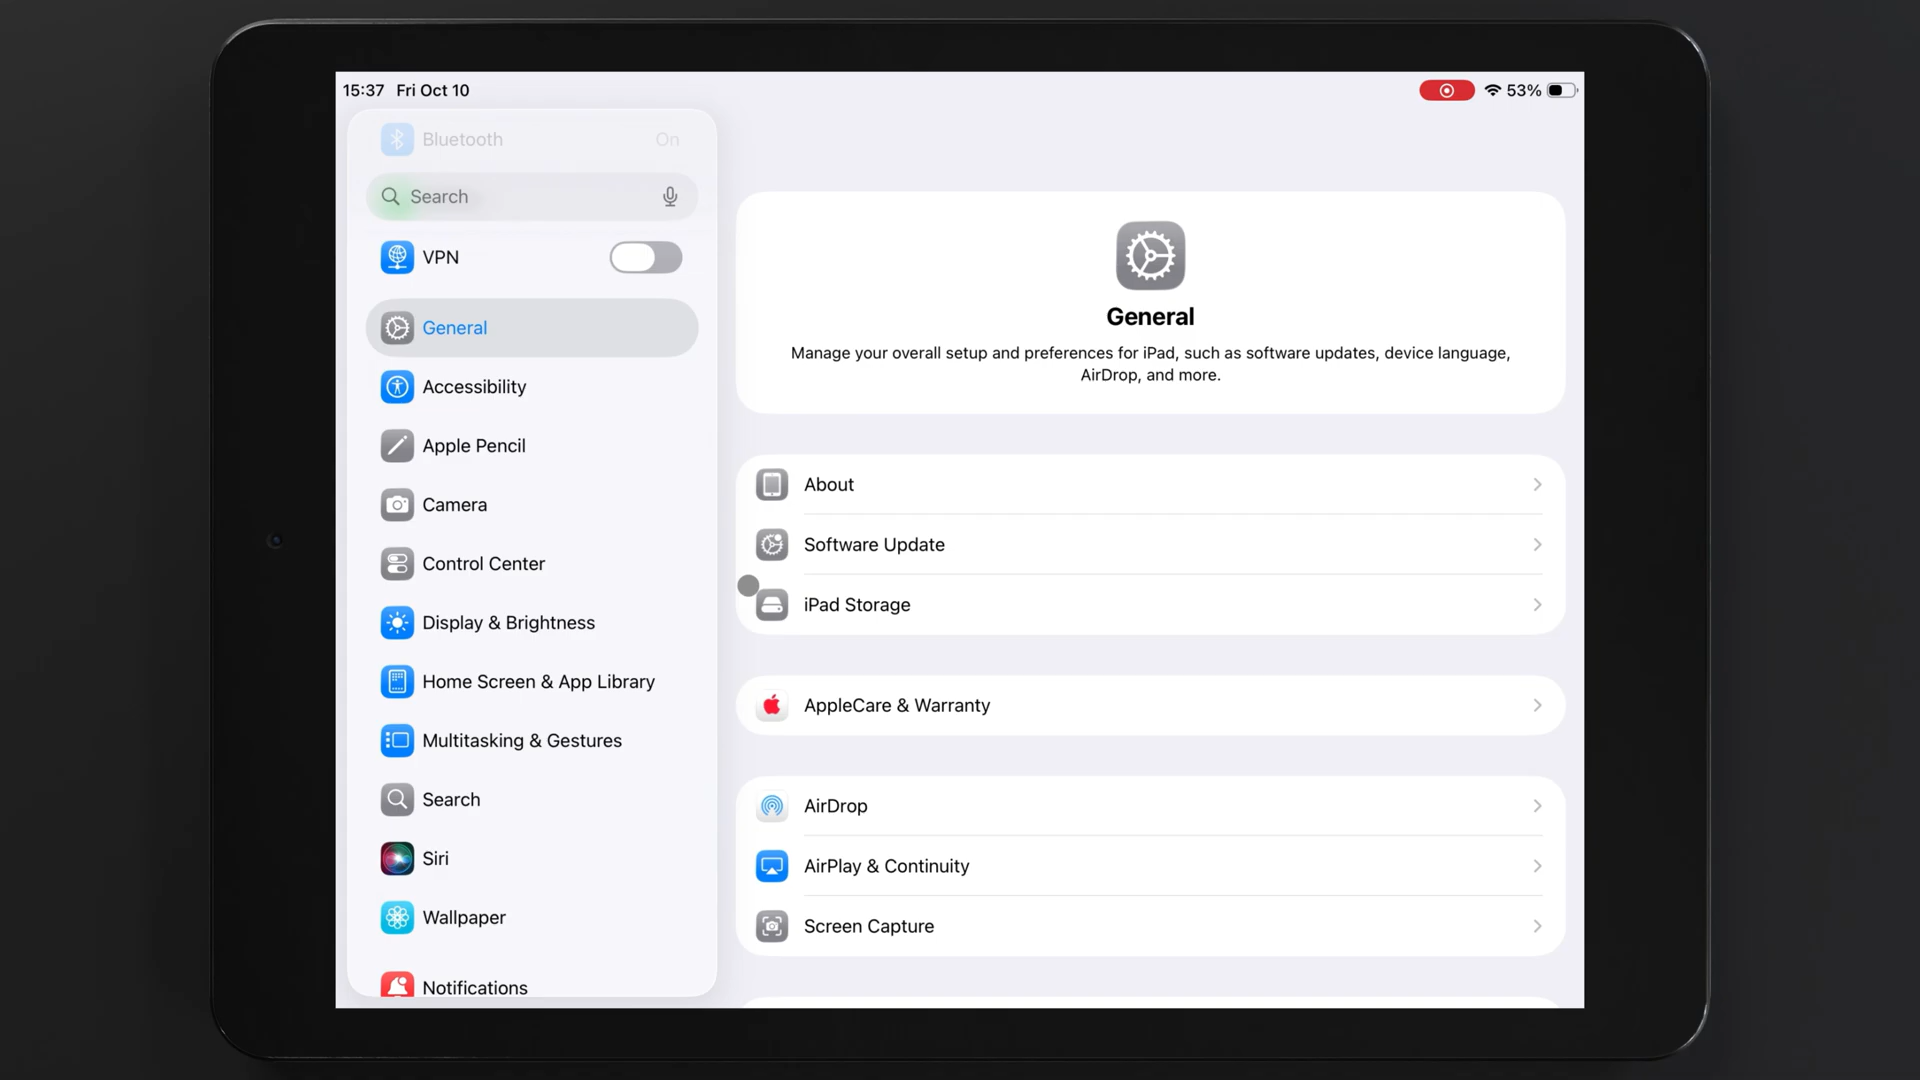 15:37 Fri Oct 10
53%
Bluetooth On
Search
VPN
General
Accessibility
Apple Pencil
Camera
Control Center
Display & Brightness
Home Screen & App Library
Multitasking & Gestures
Search
Siri
Wallpaper
Notifications
General
Manage your overall setup and preferences for iPad, such as software updates, device language,
AirDrop, and more.
About
Software Update
iPad Storage
AppleCare & Warranty
AirDrop
AirPlay & Continuity
Screen Capture